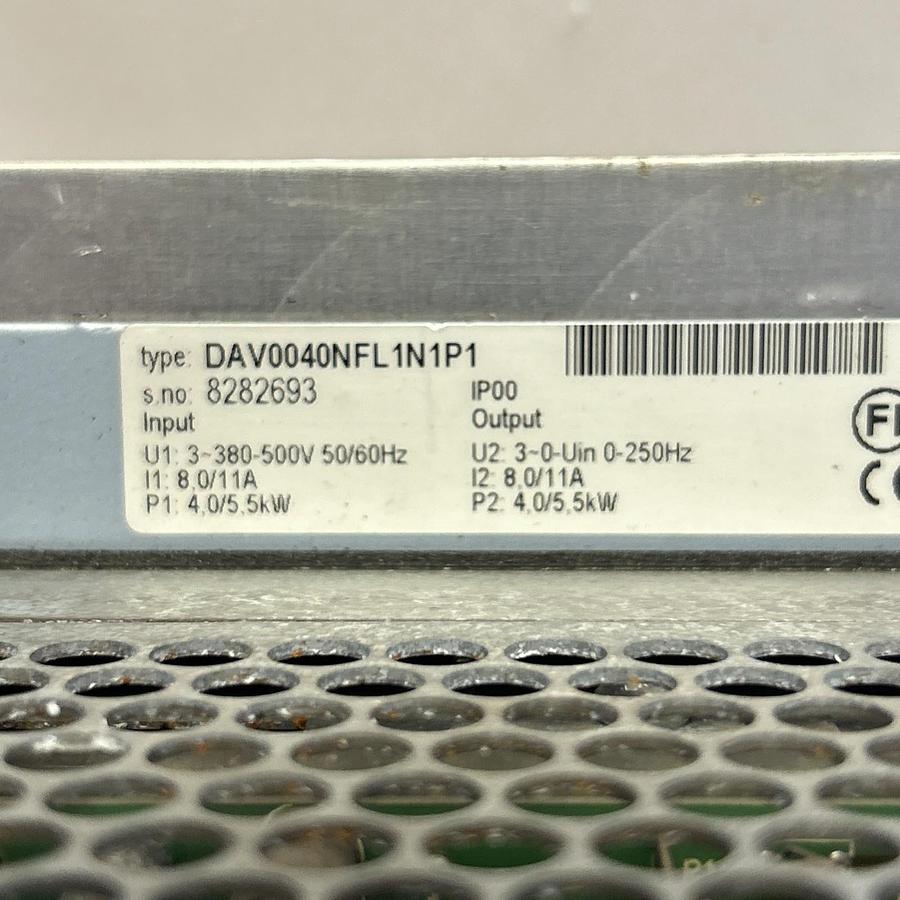 type: DAV0040NFL1N1P1
s.no: 8282693
IP00
Input
Output
U1: 3~380-500V 50/60Hz
U2: 3~0-Uin 0-250Hz
I1: 8,0/11A
I2: 8,0/11A
P1: 4,0/5,5kW
P2: 4,0/5,5kW